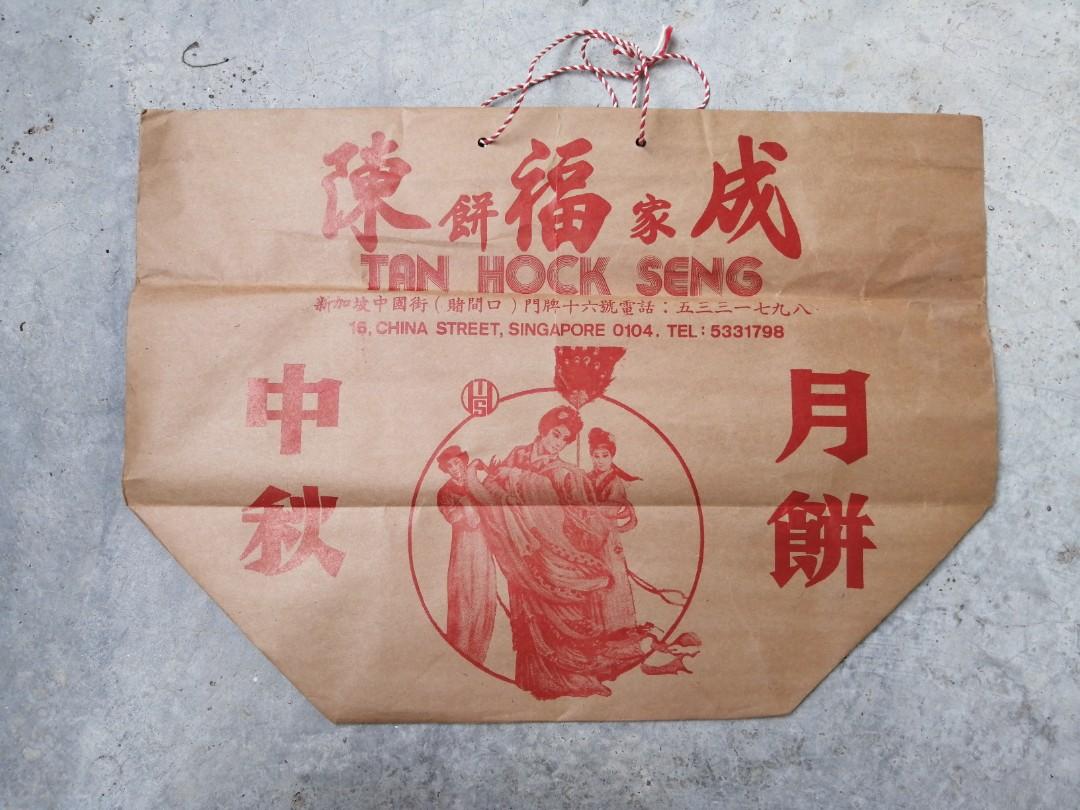 陳餅福家成
TAN HOCK SENG
新加坡中國街(賭間口)門牌十六號電話:五三三一七九八
16, CHINA STREET, SINGAPORE 0104. TEL: 5331798
中秋
月餅